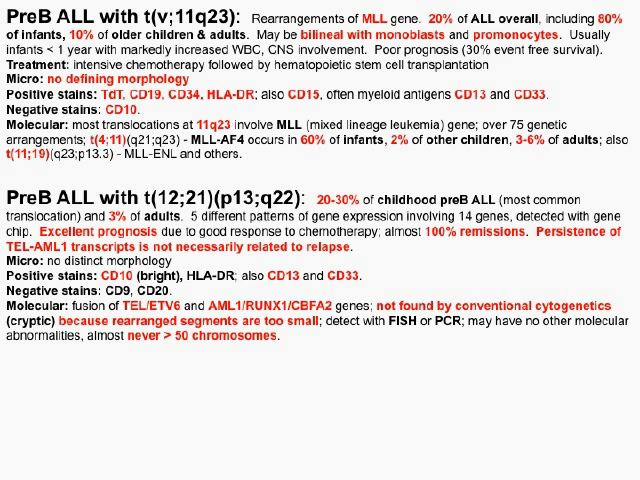 PreB ALL with t(v;11q23): Rearrangements of MLL gene. 20% of ALL overall, including 80%
of infants, 10% of older children & adults. May be bilineal with monoblasts and promonocytes. Usually
infants < 1 year with markedly increased WBC, CNS involvement. Poor prognosis (30% event free survival).
Treatment: intensive chemotherapy followed by hematopoietic stem cell transplantation
Micro: no defining morphology
Positive stains: TdT, CD19, CD34, HLA-DR; also CD15, often myeloid antigens CD13 and CD33.
Negative stains: CD10.
Molecular: most translocations at 11q23 involve MLL (mixed lineage leukemia) gene; over 75 genetic
arrangements; t(4;11)(q21;q23) - MLL-AF4 occurs in 60% of infants, 2% of other children, 3-6% of adults; also
t(11;19)(q23;p13.3) - MLL-ENL and others.
PreB ALL with t(12;21)(p13;q22): 20-30% of childhood preB ALL (most common
translocation) and 3% of adults. 5 different patterns of gene expression involving 14 genes, detected with gene
chip. Excellent prognosis due to good response to chemotherapy; almost 100% remissions. Persistence of
TEL-AML1 transcripts is not necessarily related to relapse.
Micro: no distinct morphology
Positive stains: CD10 (bright), HLA-DR; also CD13 and CD33.
Negative stains: CD9, CD20.
Molecular: fusion of TEL/ETV6 and AML1/RUNX1/CBFA2 genes; not found by conventional cytogenetics
(cryptic) because rearranged segments are too small; detect with FISH or PCR; may have no other molecular
abnormalities, almost never > 50 chromosomes.